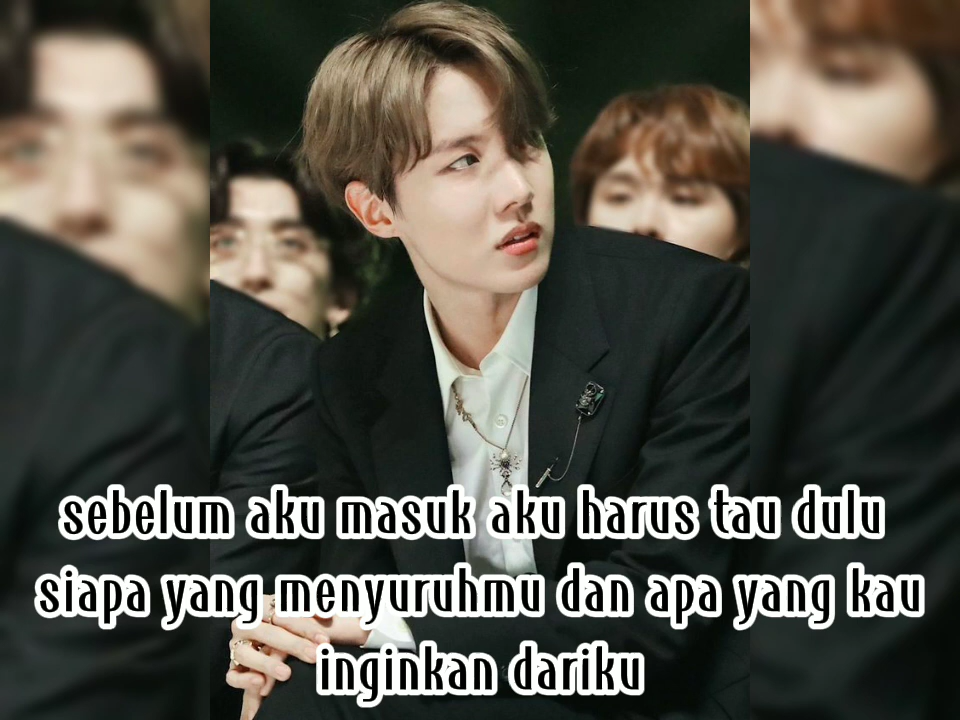 sebelum aku masuk aku harus tau dulu
siapa yang menyuruhmu dan apa yang kau
inginkan dariku